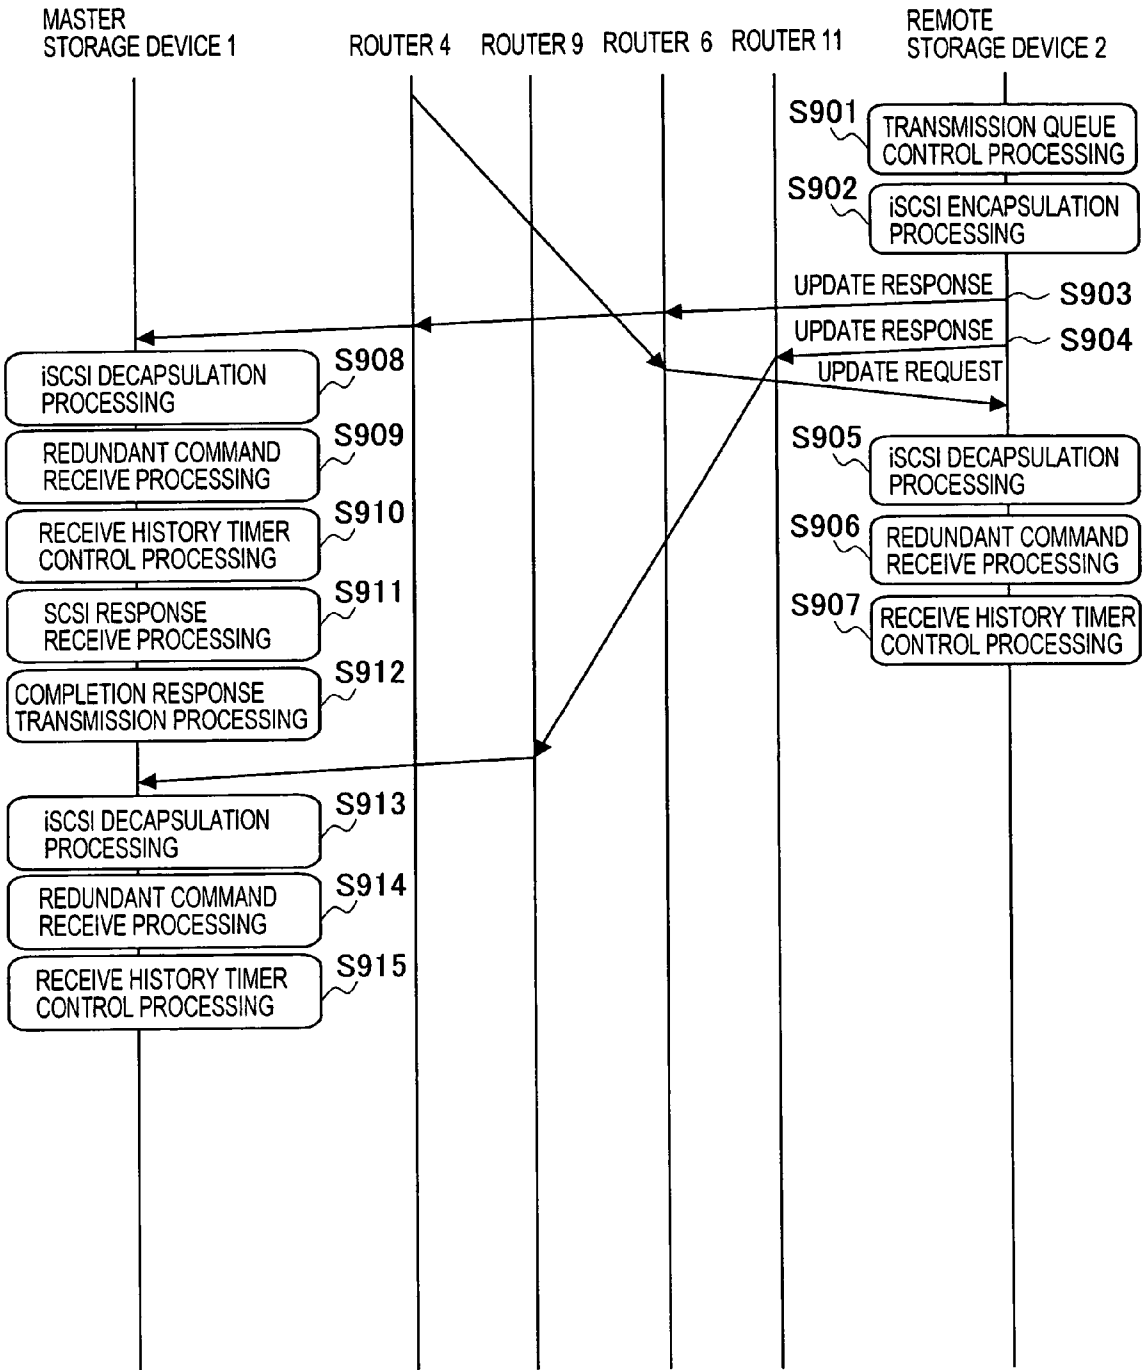 MASTER
STORAGE DEVICE 1
ROUTER 4
ROUTER 9
ROUTER 6
ROUTER 11
REMOTE
STORAGE DEVICE 2
S901
TRANSMISSION QUEUE
CONTROL PROCESSING
S902
iSCSI ENCAPSULATION
PROCESSING
UPDATE RESPONSE
S903
UPDATE RESPONSE
S904
UPDATE REQUEST
S908
iSCSI DECAPSULATION
PROCESSING
S909
REDUNDANT COMMAND
RECEIVE PROCESSING
S910
RECEIVE HISTORY TIMER
CONTROL PROCESSING
S911
SCSI RESPONSE
RECEIVE PROCESSING
S912
COMPLETION RESPONSE
TRANSMISSION PROCESSING
S905
iSCSI DECAPSULATION
PROCESSING
S906
REDUNDANT COMMAND
RECEIVE PROCESSING
S907
RECEIVE HISTORY TIMER
CONTROL PROCESSING
S913
iSCSI DECAPSULATION
PROCESSING
S914
REDUNDANT COMMAND
RECEIVE PROCESSING
S915
RECEIVE HISTORY TIMER
CONTROL PROCESSING